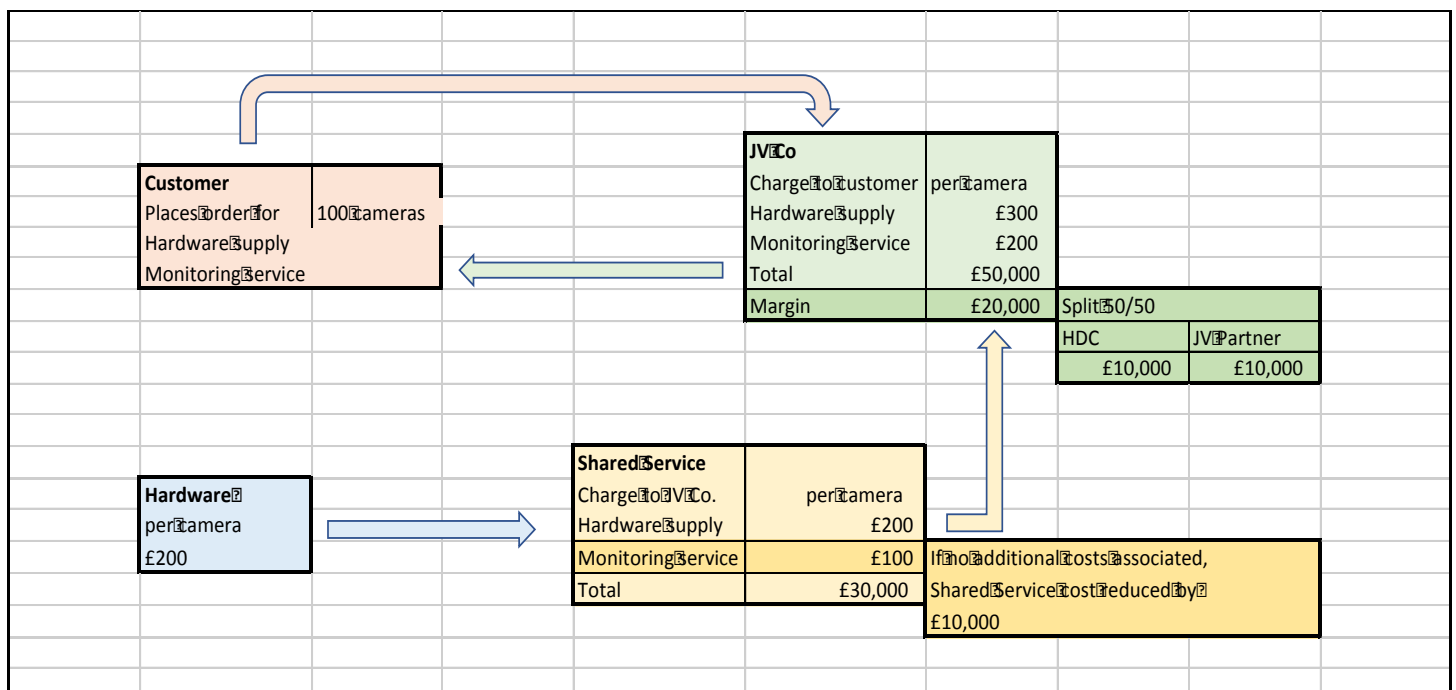 JV Co
Charge to customer per camera
Hardware supply £300
Monitoring service £200
Total £50,000
Margin £20,000
Split 50/50
HDC JV Partner
£10,000 £10,000
Customer
Places order for 100 cameras
Hardware supply
Monitoring service
Hardware
per camera
£200
Shared Service
Charge to JV Co. per camera
Hardware supply £200
Monitoring service £100
Total £30,000
If no additional costs associated,
Shared Service cost reduced by
£10,000